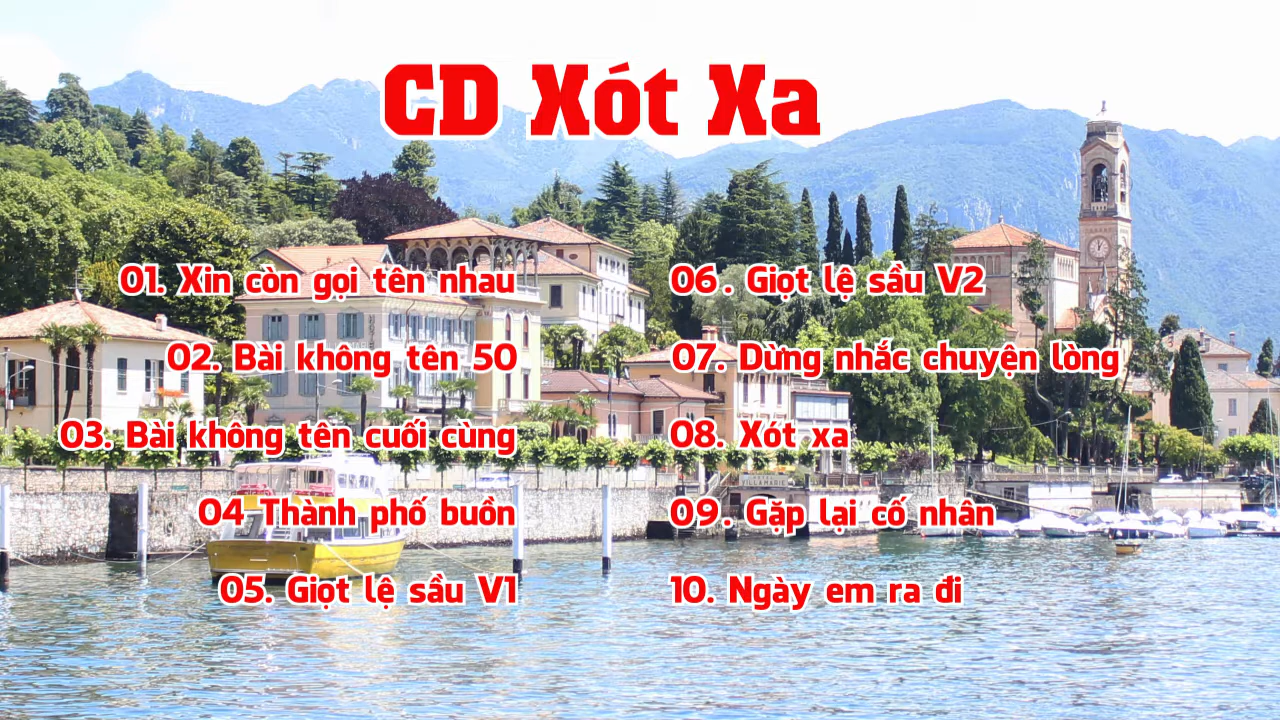 CD Xót Xa
01. Xin còn gọi tên nhau
02. Bài không tên 50
03. Bài không tên cuối cùng
04 Thành phố buồn
05. Giọt lệ sầu V1
06. Giọt lệ sầu V2
07. Dừng nhắc chuyện lòng
08. Xót xa
09. Gặp lại cố nhân
10. Ngày em ra đi